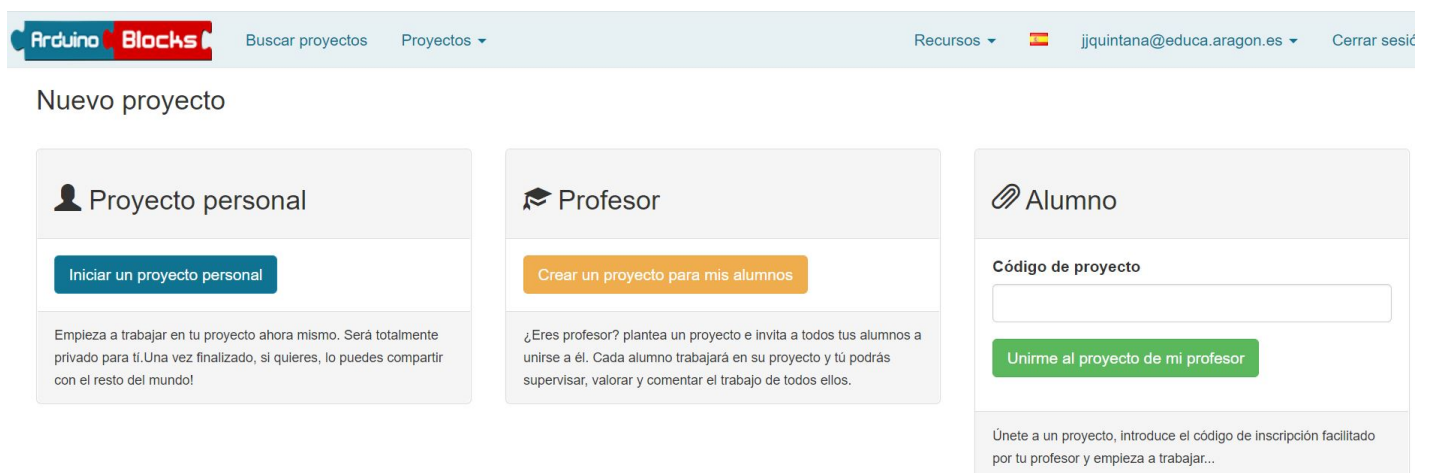 Arduino Blocks Buscar proyectos Proyectos Recursos jjquintana@educa.aragon.es Cerrar sesió
Nuevo proyecto
Proyecto personal
Iniciar un proyecto personal
Empieza a trabajar en tu proyecto ahora mismo. Será totalmente
privado para tí.Una vez finalizado, si quieres, lo puedes compartir
con el resto del mundo!
Profesor
Crear un proyecto para mis alumnos
¿Eres profesor? plantea un proyecto e invita a todos tus alumnos a
unirse a él. Cada alumno trabajará en su proyecto y tú podrás
supervisar, valorar y comentar el trabajo de todos ellos.
Alumno
Código de proyecto
Unirme al proyecto de mi profesor
Únete a un proyecto, introduce el código de inscripción facilitado
por tu profesor y empieza a trabajar...